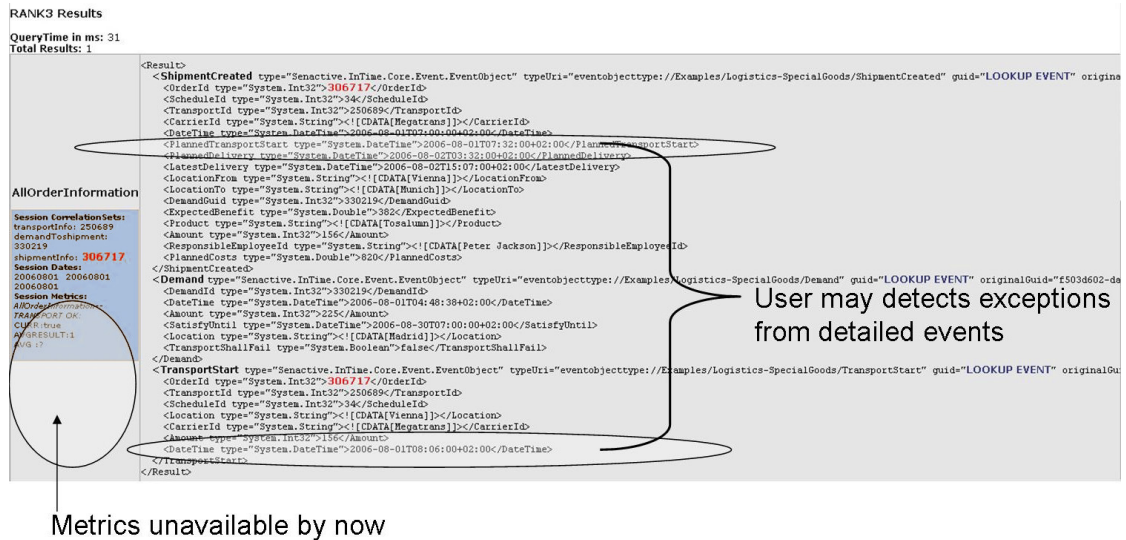 RANK3 Results
QueryTime in ms: 31
Total Results: 1
AllOrderInformation
Session CorrelationSets:
transportInfo: 250689
demandToshipment:
330219
shipmentInfo: 306717
Session Dates:
20060801 20060801
20060801
Session Metrics:
AllOrderInformation-
TRANSPORT OK:
CURR:true
AVGRESULT:1
AVG :?
<Result>
<ShipmentCreated type="Senactive.InTime.Core.Event.EventObject" typeUri="eventobjecttype://Examples/Logistics-SpecialGoods/ShipmentCreated" guid="LOOKUP EVENT" origina
<OrderId type="System.Int32">306717</OrderId>
<ScheduleId type="System.Int32">34</ScheduleId>
<TransportId type="System.Int32">250689</TransportId>
<CarrierId type="System.String"><![CDATA[Megatrans]]></CarrierId>
<DateTime type="System.DateTime">2006-08-01T07:00:00+02:00</DateTime>
<PlannedTransportStart type="System.DateTime">2006-08-01T07:32:00+02:00</PlannedTransportStart>
<PlannedDelivery type="System.DateTime">2006-08-02T03:32:00+02:00</PlannedDelivery>
<LatestDelivery type="System.DateTime">2006-08-02T15:07:00+02:00</LatestDelivery>
<LocationFrom type="System.String"><![CDATA[Vienna]]></LocationFrom>
<LocationTo type="System.String"><![CDATA[Munich]]></LocationTo>
<DemandGuid type="System.Int32">330219</DemandGuid>
<ExpectedBenefit type="System.Double">382</ExpectedBenefit>
<Product type="System.String"><![CDATA[Tosalumn]]></Product>
<Amount type="System.Int32">156</Amount>
<ResponsibleEmployeeId type="System.String"><![CDATA[Peter Jackson]]></ResponsibleEmployeeId>
<PlannedCosts type="System.Double">820</PlannedCosts>
</ShipmentCreated>
<Demand type="Senactive.InTime.Core.Event.EventObject" typeUri="eventobjecttype://Examples/Logistics-SpecialGoods/Demand" guid="LOOKUP EVENT" originalGuid="f503d602-da
<DemandId type="System.Int32">330219</DemandId>
<DateTime type="System.DateTime">2006-08-01T04:48:38+02:00</DateTime>
<Amount type="System.Int32">225</Amount>
<SatisfyUntil type="System.DateTime">2006-08-30T07:00:00+02:00</SatisfyUntil>
<Location type="System.String"><![CDATA[Madrid]]></Location>
<TransportShallFail type="System.Boolean">false</TransportShallFail>
</Demand>
<TransportStart type="Senactive.InTime.Core.Event.EventObject" typeUri="eventobjecttype://Examples/Logistics-SpecialGoods/TransportStart" guid="LOOKUP EVENT" originalGui
<OrderId type="System.Int32">306717</OrderId>
<TransportId type="System.Int32">250689</TransportId>
<ScheduleId type="System.Int32">34</ScheduleId>
<Location type="System.String"><![CDATA[Vienna]]></Location>
<CarrierId type="System.String"><![CDATA[Megatrans]]></CarrierId>
<Amount type="System.Int32">156</Amount>
<DateTime type="System.DateTime">2006-08-01T08:06:00+02:00</DateTime>
</TransportStart>
</Result>
User may detects exceptions
from detailed events
Metrics unavailable by now